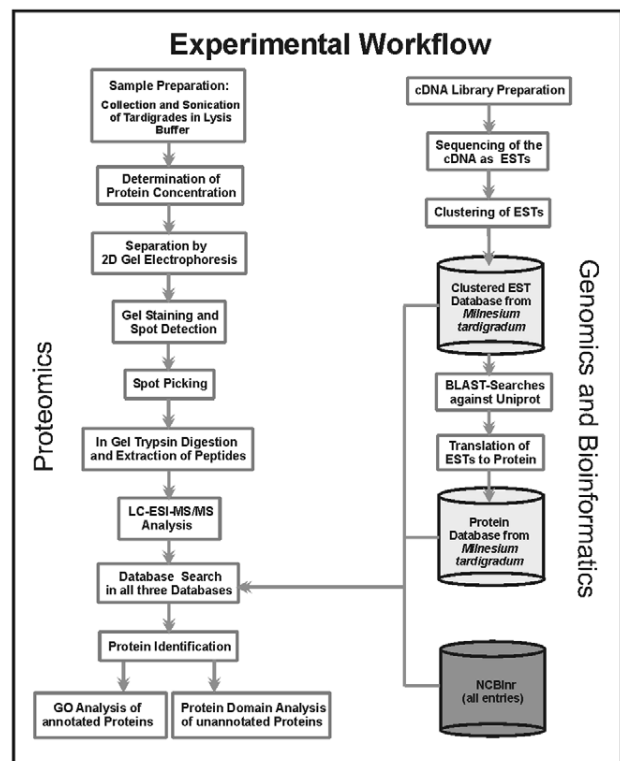 Experimental Workflow
Proteomics
Sample Preparation:
Collection and Sonication
of Tardigrades in Lysis
Buffer
Determination of
Protein Concentration
Separation by
2D Gel Electrophoresis
Gel Staining and
Spot Detection
Spot Picking
In Gel Trypsin Digestion
and Extraction of Peptides
LC-ESI-MS/MS
Analysis
Database Search
in all three Databases
Protein Identification
GO Analysis of
annotated Proteins
Protein Domain Analysis
of unannotated Proteins
cDNA Library Preparation
Sequencing of the
cDNA as ESTs
Clustering of ESTs
Clustered EST
Database from
Milnesium
tardigradum
BLAST-Searches
against Uniprot
Translation of
ESTs to Protein
Protein
Database from
Milnesium
tardigradum
NCBInr
(all entries)
Genomics and Bioinformatics